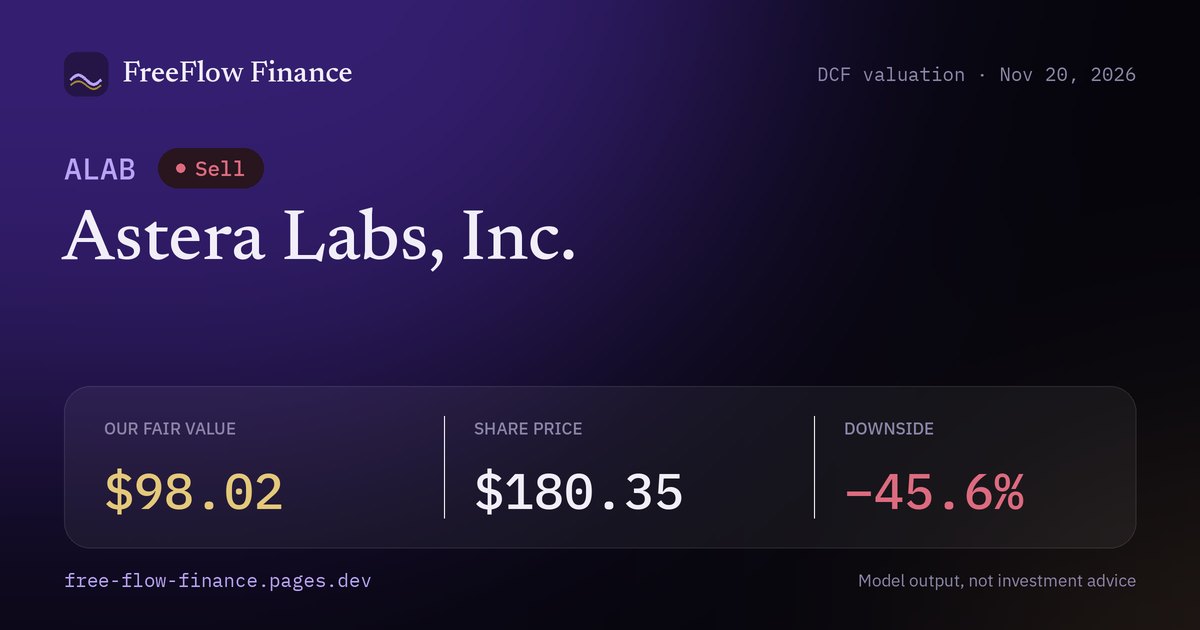 FreeFlow Finance
DCF valuation · Nov 20, 2026
ALAB
Sell
Astera Labs, Inc.
OUR FAIR VALUE
$98.02
SHARE PRICE
$180.35
DOWNSIDE
−45.6%
free-flow-finance.pages.dev
Model output, not investment advice